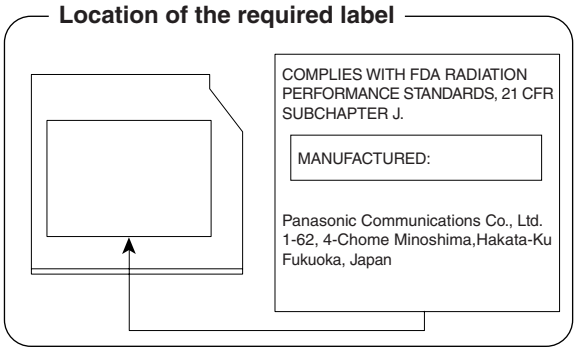 Location of the required label
COMPLIES WITH FDA RADIATION
PERFORMANCE STANDARDS, 21 CFR
SUBCHAPTER J.
MANUFACTURED:
Panasonic Communications Co., Ltd.
1-62, 4-Chome Minoshima,Hakata-Ku
Fukuoka, Japan